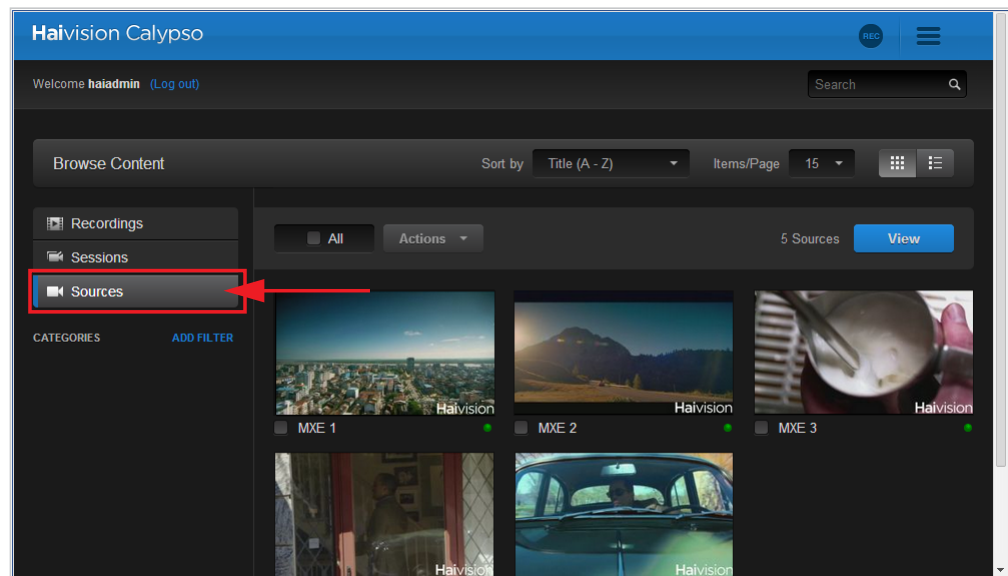 Haivision Calypso
REC
Welcome haiadmin (Log out)
Search
Browse Content
Sort by Title (A - Z) Items/Page 15
Recordings
Sessions
Sources
CATEGORIES ADD FILTER
All Actions 5 Sources View
Haivision Haivision Haivision
MXE 1 MXE 2 MXE 3
Haivision Haivision